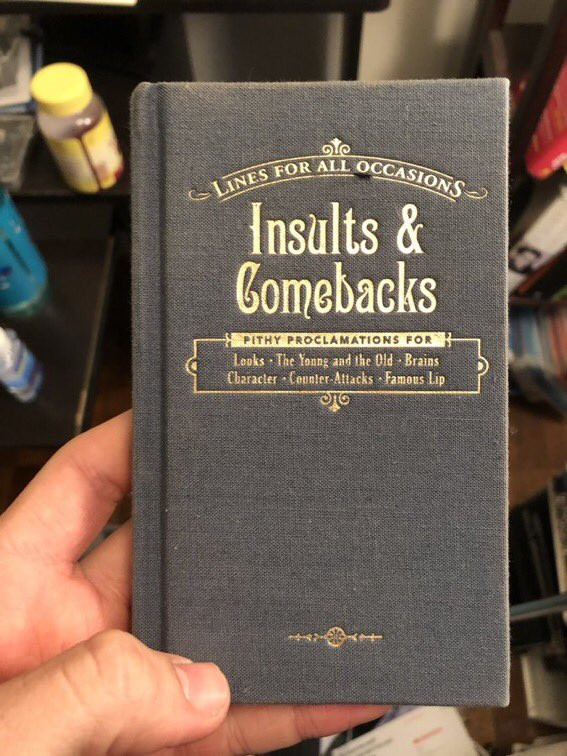 LINES FOR ALL OCCASIONS
Insults &
Comebacks
PITHY PROCLAMATIONS FOR
Looks · The Young and the Old · Brains
Character · Counter-Attacks · Famous Lip